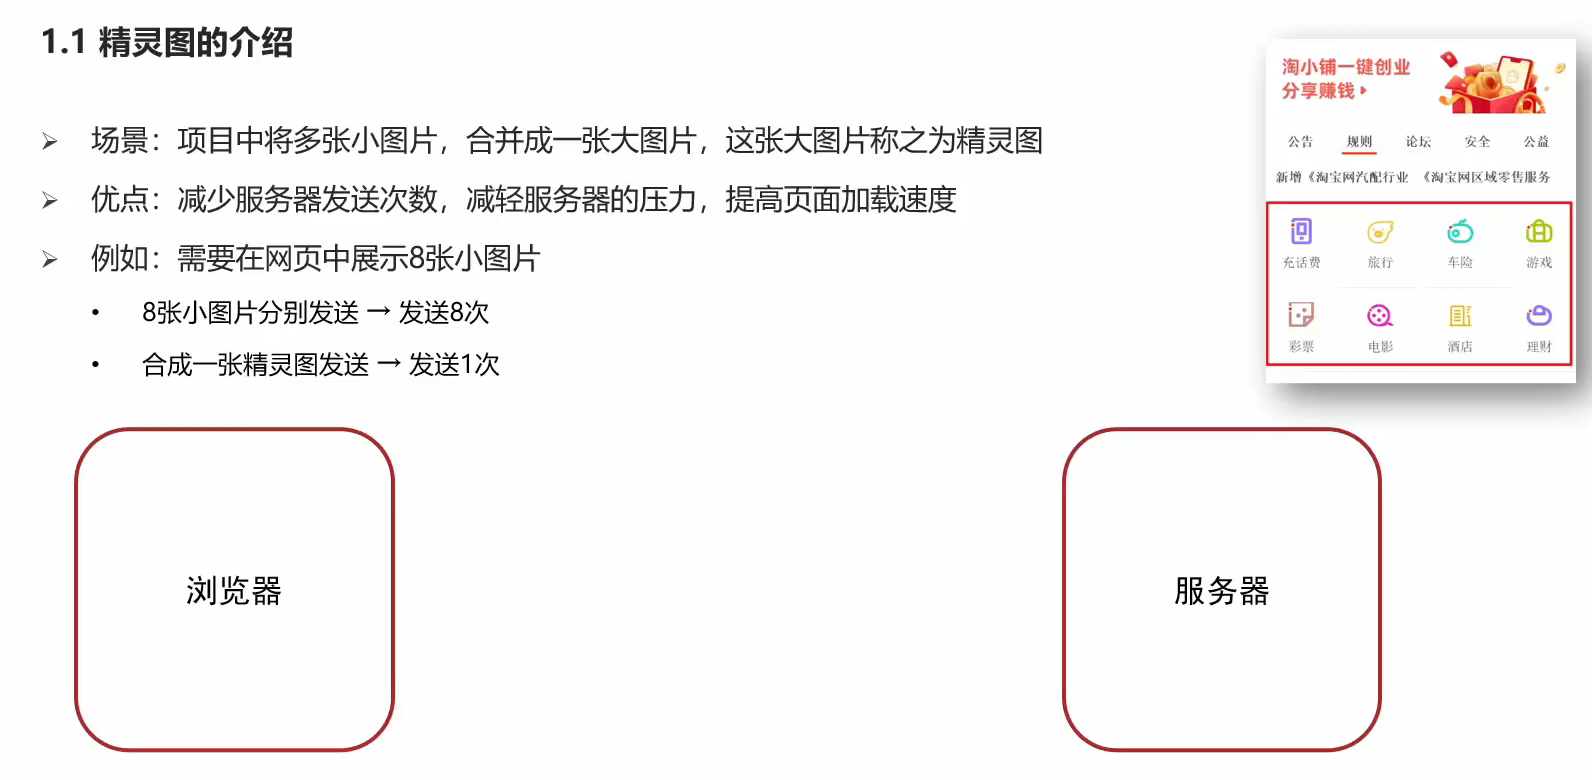 1.1 精灵图的介绍
场景：项目中将多张小图片，合并成一张大图片，这张大图片称之为精灵图
优点：减少服务器发送次数，减轻服务器的压力，提高页面加载速度
例如：需要在网页中展示8张小图片
8张小图片分别发送 → 发送8次
合成一张精灵图发送 → 发送1次
淘小铺一键创业
分享赚钱
公告 规则 论坛 安全 公益
新增《淘宝网汽配行业 《淘宝网区域零售服务
充话费 旅行 车险 游戏
彩票 电影 酒店 理财
浏览器 服务器